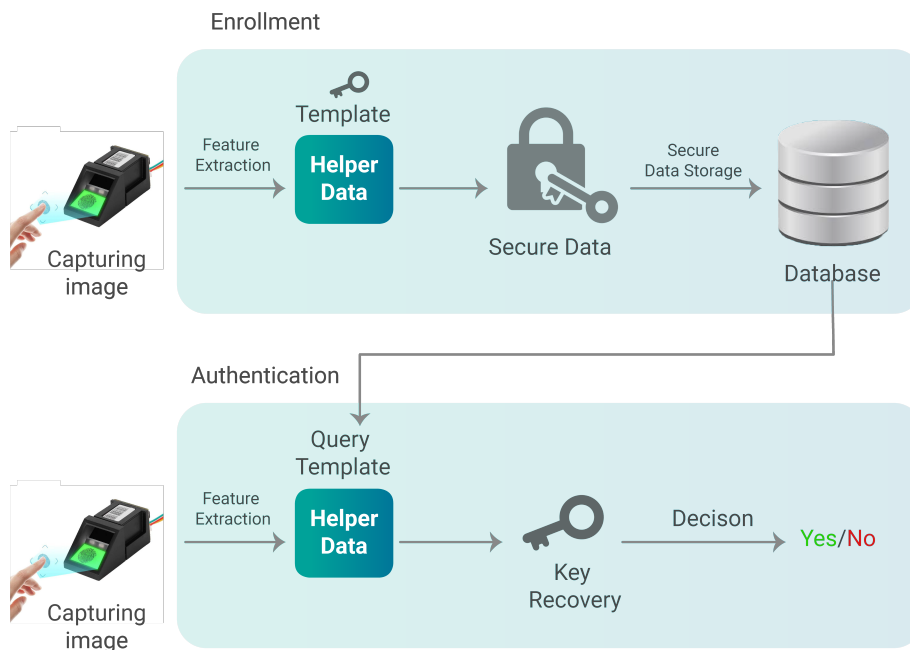 Enrollment
Template
Feature
Extraction
Helper
Data
Secure
Data Storage
Secure Data
Capturing
image
Database
Authentication
Query
Template
Feature
Extraction
Helper
Data
Decison
Yes/No
Key
Recovery
Capturing
image